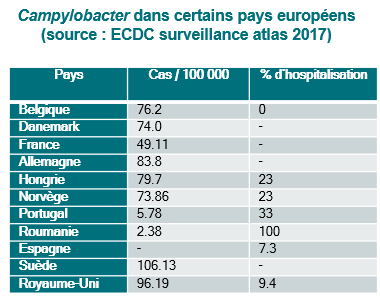 Campylobacter dans certains pays européens
(source : ECDC surveillance atlas 2017)
Pays Cas / 100 000 % d'hospitalisation
Belgique 76.2 0
Danemark 74.0 -
France 49.11 -
Allemagne 83.8 -
Hongrie 79.7 23
Norvège 73.86 23
Portugal 5.78 33
Roumanie 2.38 100
Espagne - 7.3
Suède 106.13 -
Royaume-Uni 96.19 9.4